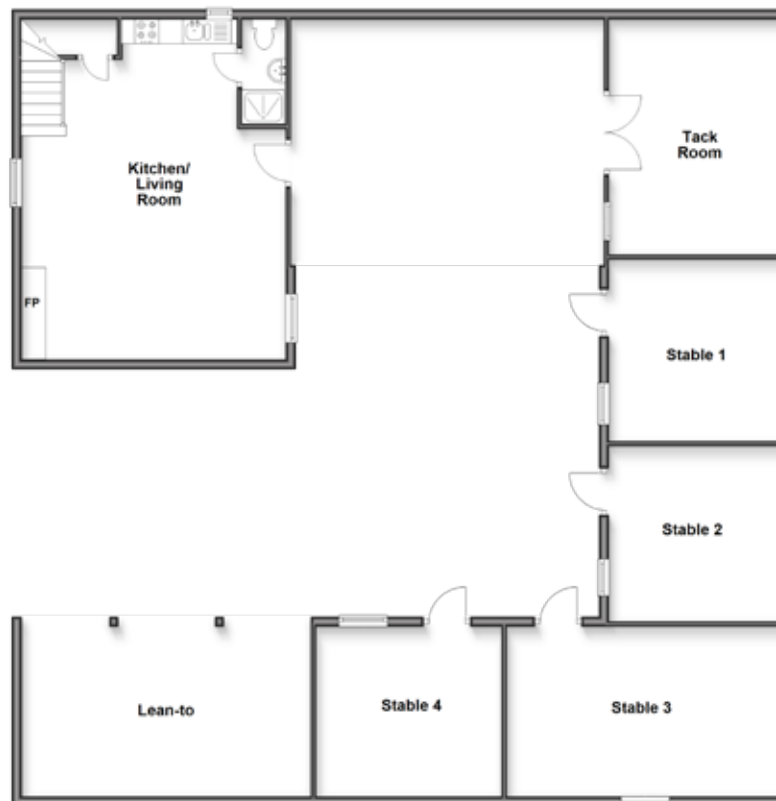 Kitchen/
Living
Room
Tack
Room
FP
Stable 1
Stable 2
Stable 4
Stable 3
Lean-to